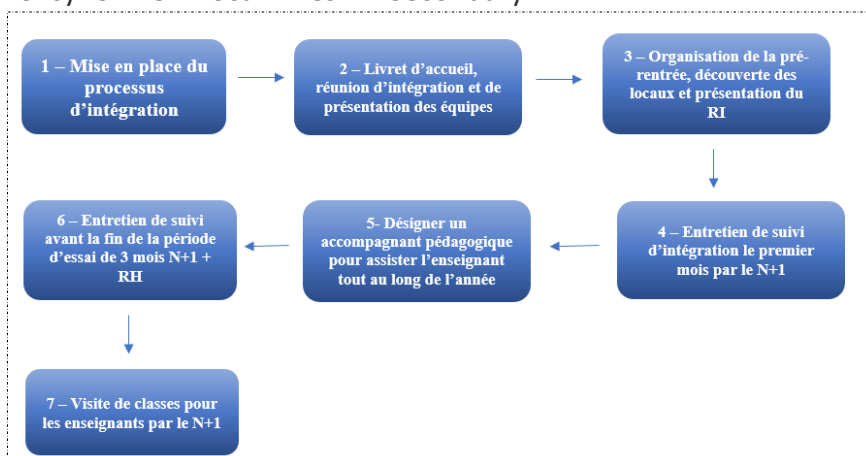 1 – Mise en place du
processus
d'intégration
2 – Livret d'accueil,
réunion d'intégration et de
présentation des équipes
3 – Organisation de la pré-
rentrée, découverte des
locaux et présentation du
RI
4 – Entretien de suivi
d'intégration le premier
mois par le N+1
5- Désigner un
accompagnant pédagogique
pour assister l'enseignant
tout au long de l'année
6 – Entretien de suivi
avant la fin de la période
d'essai de 3 mois N+1 +
RH
7 – Visite de classes pour
les enseignants par le N+1